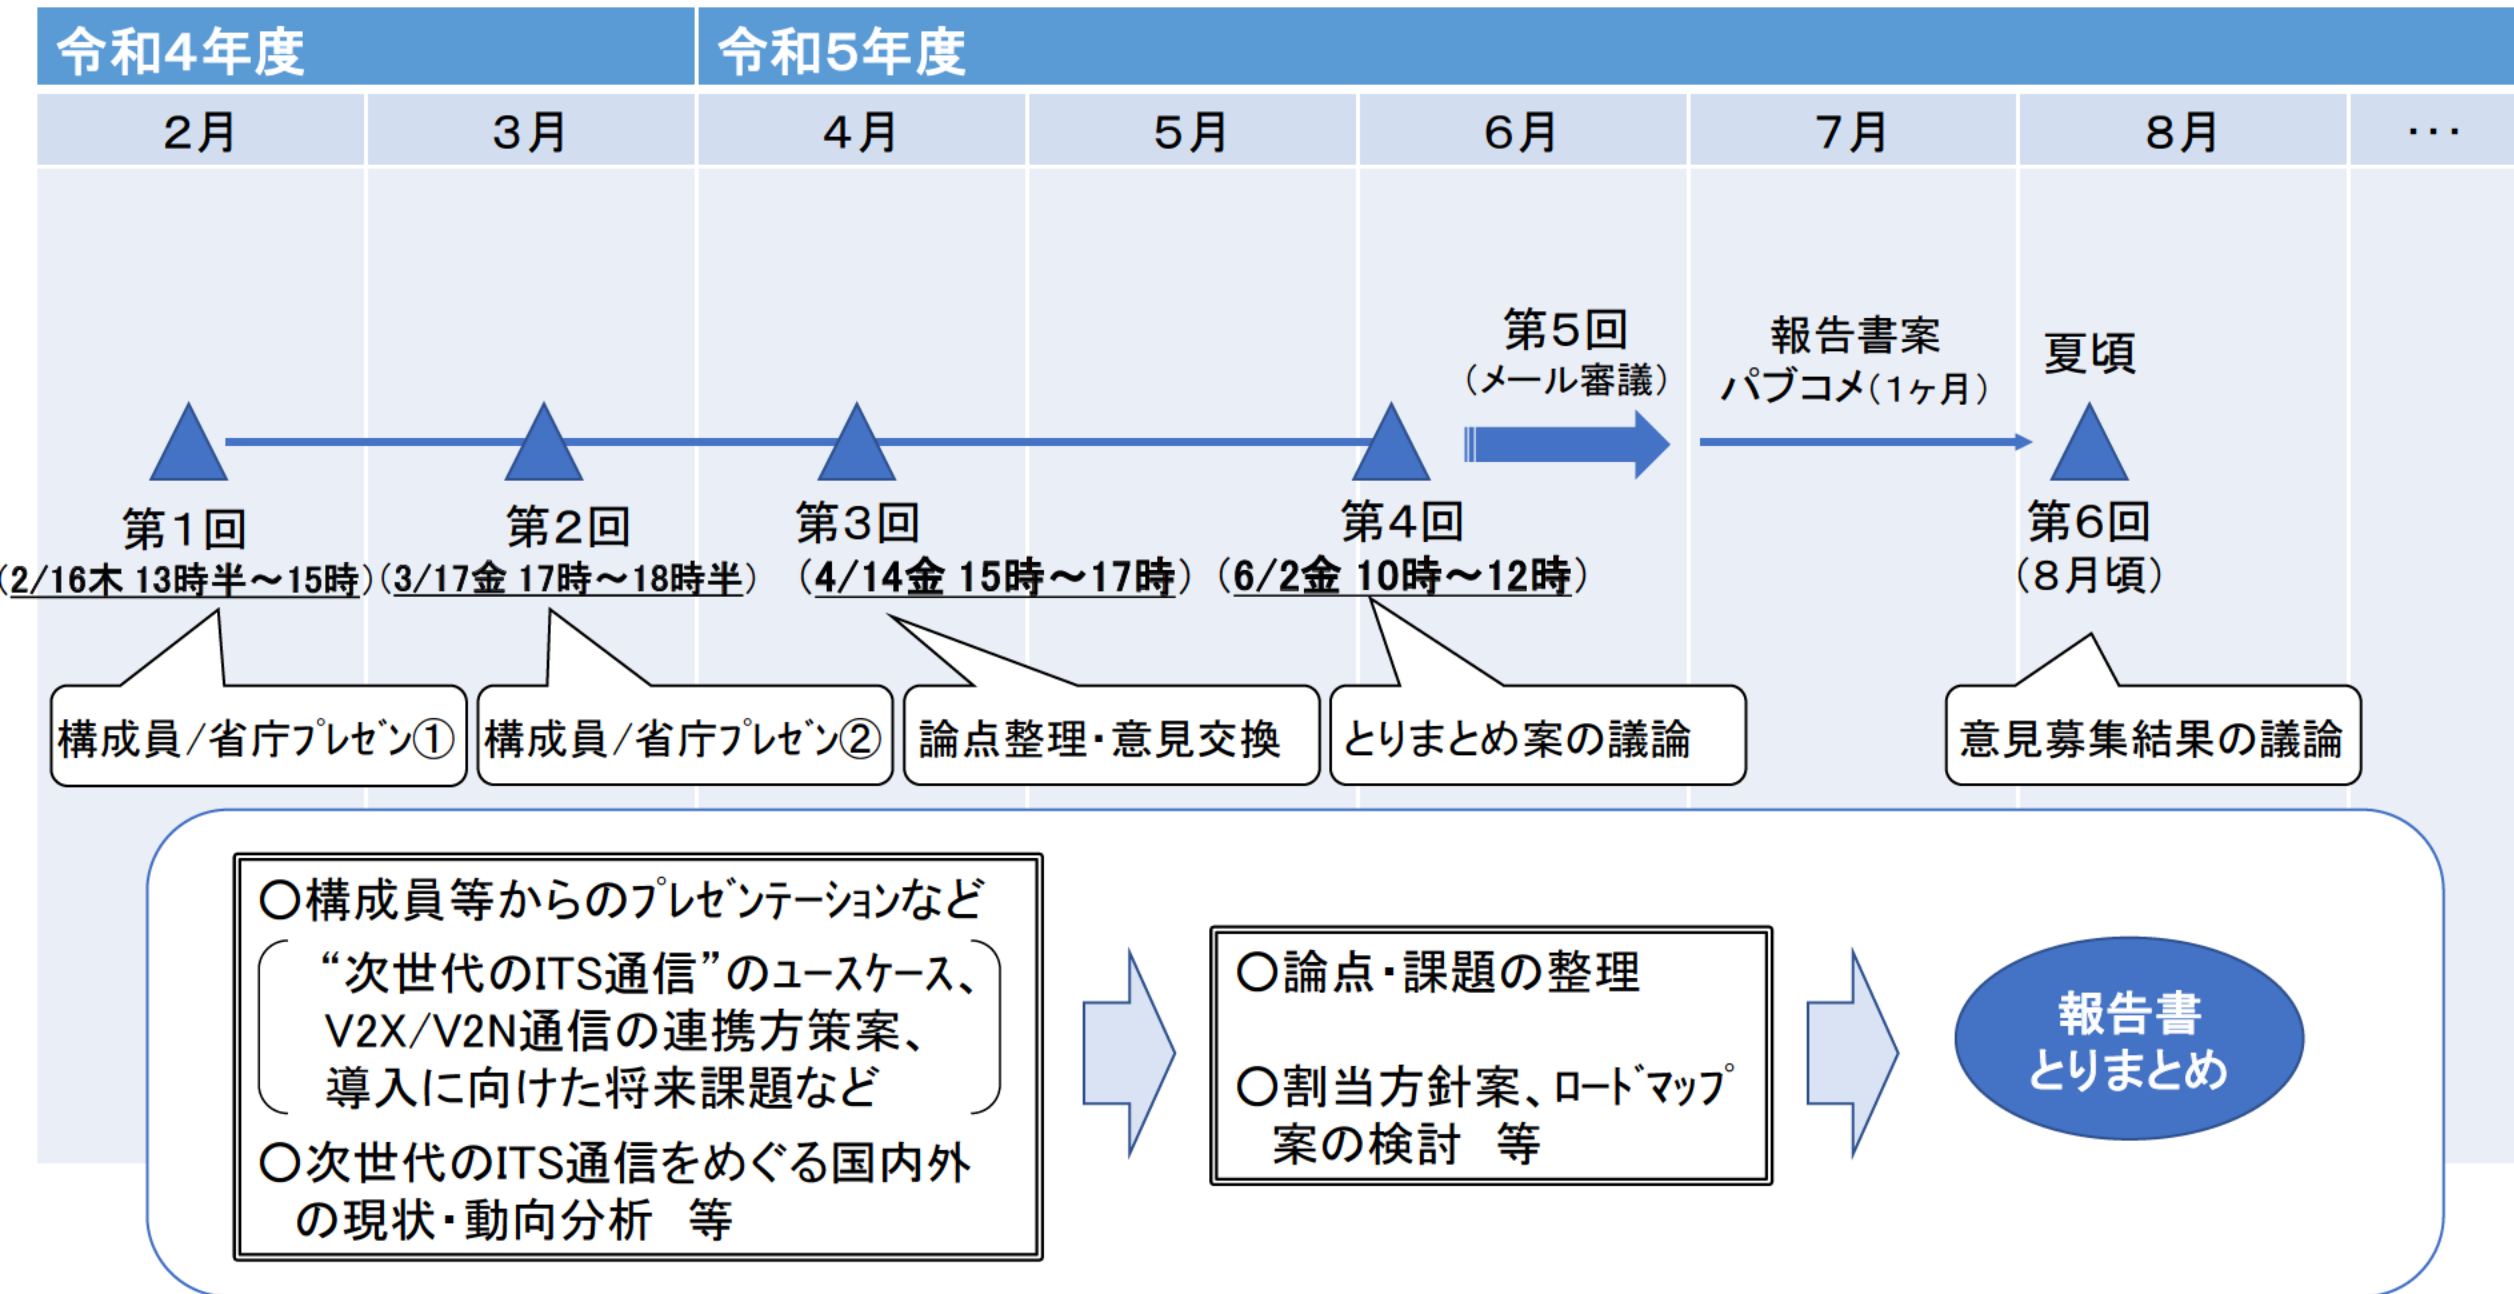 令和4年度
令和5年度
2月
3月
4月
5月
6月
7月
8月
･･･
第5回
（メール審議）
報告書案
パブコメ（1ヶ月）
夏頃
第1回
（2/16木 13時半～15時）
第2回
（3/17金 17時～18時半）
第3回
（4/14金 15時～17時）
第4回
（6/2金 10時～12時）
第6回
（8月頃）
構成員/省庁ﾌﾟﾚｾﾞﾝ①
構成員/省庁ﾌﾟﾚｾﾞﾝ②
論点整理・意見交換
とりまとめ案の議論
意見募集結果の議論
○構成員等からのﾌﾟﾚｾﾞﾝﾃｰｼｮﾝなど
“次世代のITS通信”のﾕｰｽｹｰｽ、
V2X/V2N通信の連携方策案、
導入に向けた将来課題など
○次世代のITS通信をめぐる国内外
の現状・動向分析　等
○論点・課題の整理
○割当方針案、ﾛｰﾄﾞﾏｯﾌﾟ
案の検討　等
報告書
とりまとめ